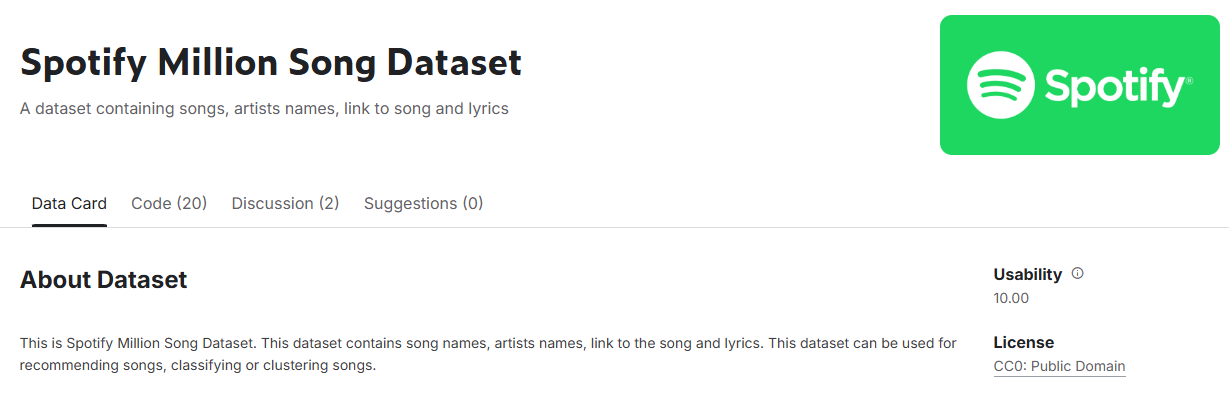 Spotify Million Song Dataset
A dataset containing songs, artists names, link to song and lyrics
Spotify®
Data Card Code (20) Discussion (2) Suggestions (0)
About Dataset
This is Spotify Million Song Dataset. This dataset contains song names, artists names, link to the song and lyrics. This dataset can be used for
recommending songs, classifying or clustering songs.
Usability
10.00
License
CC0: Public Domain